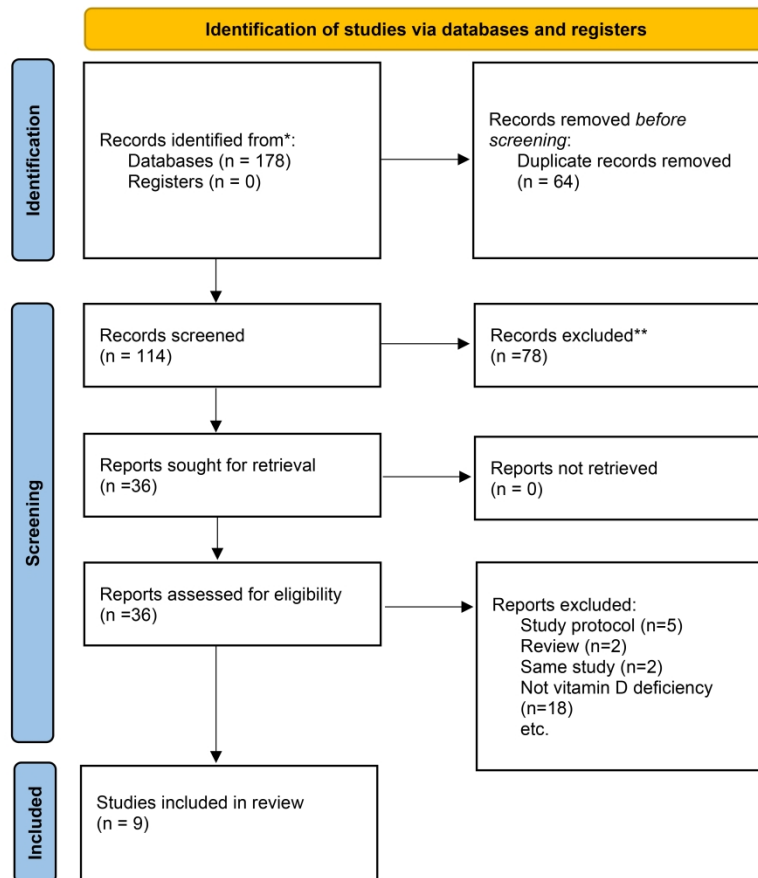 Identification of studies via databases and registers
Identification
Records identified from*:
Databases (n = 178)
Registers (n = 0)
Records removed before
screening:
Duplicate records removed
(n = 64)
Screening
Records screened
(n = 114)
Records excluded**
(n =78)
Reports sought for retrieval
(n =36)
Reports not retrieved
(n = 0)
Reports assessed for eligibility
(n =36)
Reports excluded:
Study protocol (n=5)
Review (n=2)
Same study (n=2)
Not vitamin D deficiency
(n=18)
etc.
Included
Studies included in review
(n = 9)